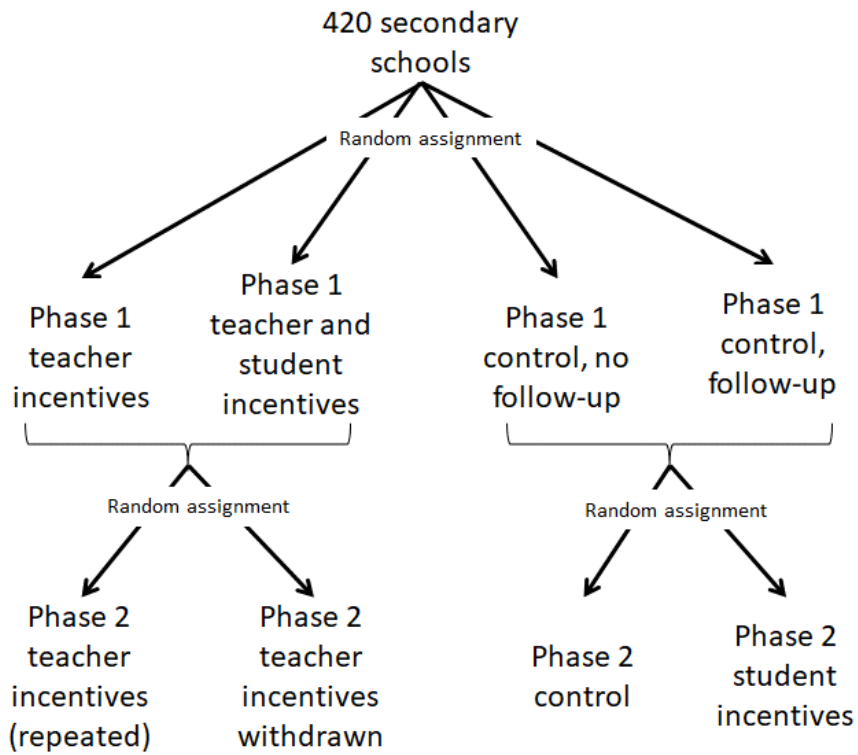 420 secondary
schools
Random assignment
Phase 1
teacher
incentives
Phase 1
teacher and
student
incentives
Phase 1
control, no
follow-up
Phase 1
control,
follow-up
Random assignment
Random assignment
Phase 2
teacher
incentives
(repeated)
Phase 2
teacher
incentives
withdrawn
Phase 2
control
Phase 2
student
incentives